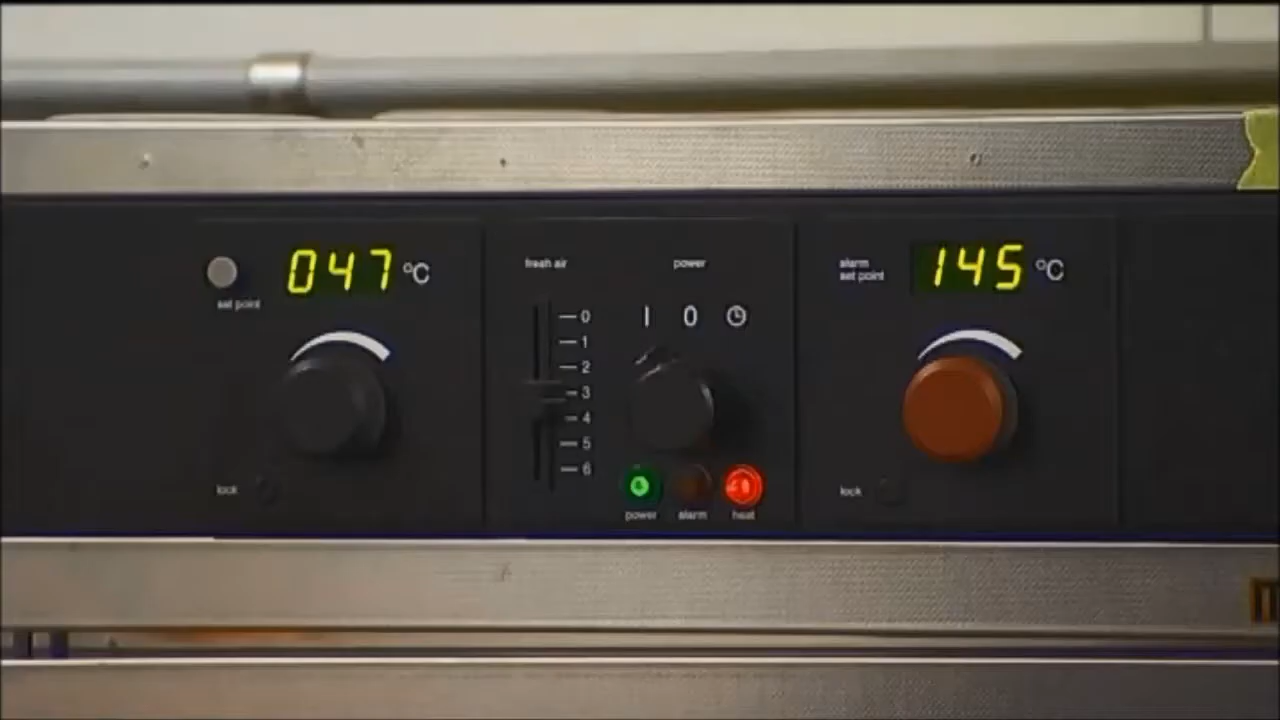 047 °C
set point
lock
fresh air
0
1
2
3
4
5
6
power
I 0
power alarm heat
alarm
set point
145 °C
lock